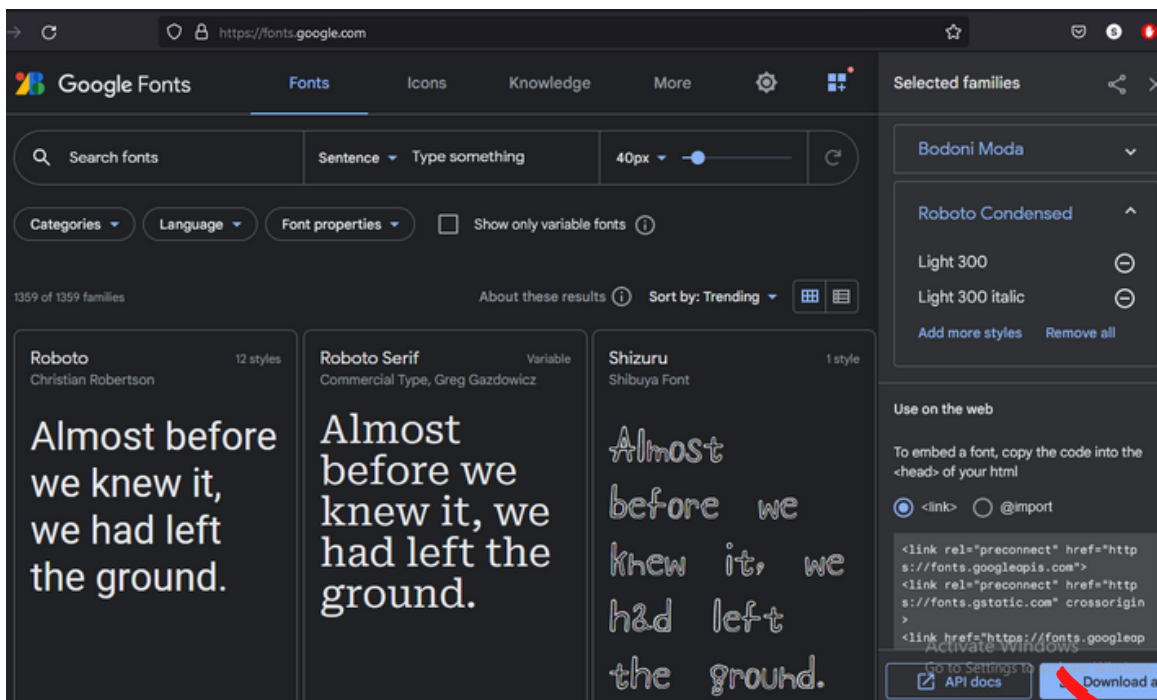 https://fonts.google.com
S
Google Fonts
Fonts
Icons
Knowledge
More
Selected families
Search fonts
Sentence
Type something
40px
Bodoni Moda
Categories
Language
Font properties
Show only variable fonts
Roboto Condensed
Light 300
Light 300 italic
Add more styles Remove all
1359 of 1359 families
About these results
Sort by: Trending
Roboto
12 styles
Christian Robertson
Almost before
we knew it,
we had left
the ground.
Roboto Serif
Variable
Commercial Type, Greg Gazdowicz
Almost
before we
knew it, we
had left the
ground.
Shizuru
1 style
Shibuya Font
Almost
before we
knew it, we
had left
the ground.
Use on the web
To embed a font, copy the code into the
<head> of your html
<link> @import
<link rel="preconnect" href="http
s://fonts.googleapis.com">
<link rel="preconnect" href="http
s://fonts.gstatic.com" crossorigin
>
<link href="https://fonts.googleap
Activate Windows
Go to Settings to
API docs
Download a